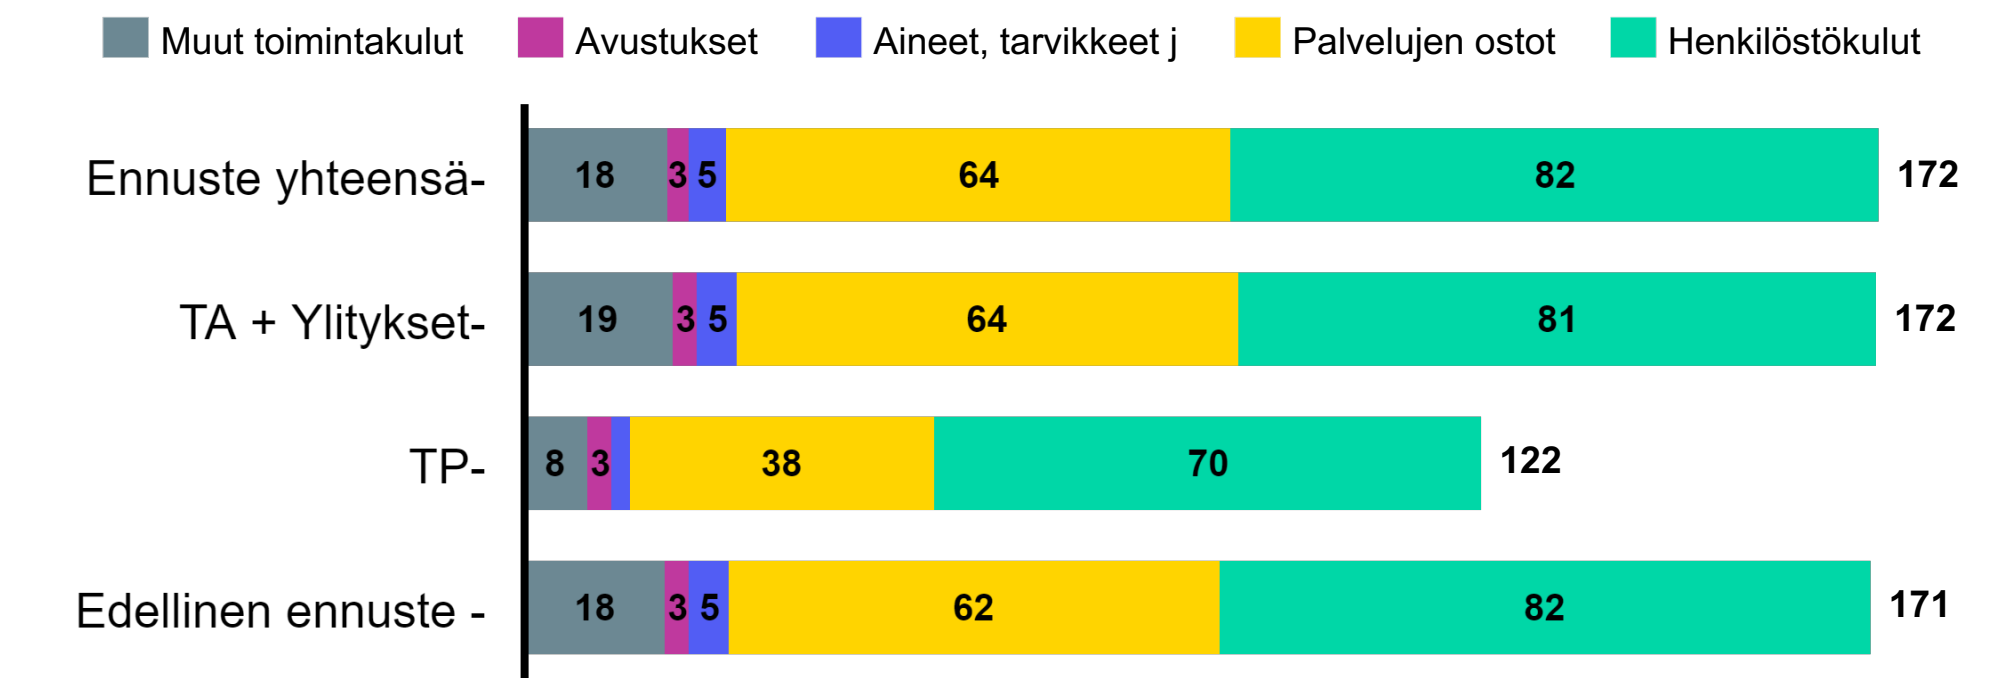 Muut toimintakulut Avustukset Aineet, tarvikkeet j Palvelujen ostot Henkilöstökulut
Ennuste yhteensä- 18 3 5 64 82 172
TA + Ylitykset- 19 3 5 64 81 172
TP- 8 3 38 70 122
Edellinen ennuste - 18 3 5 62 82 171